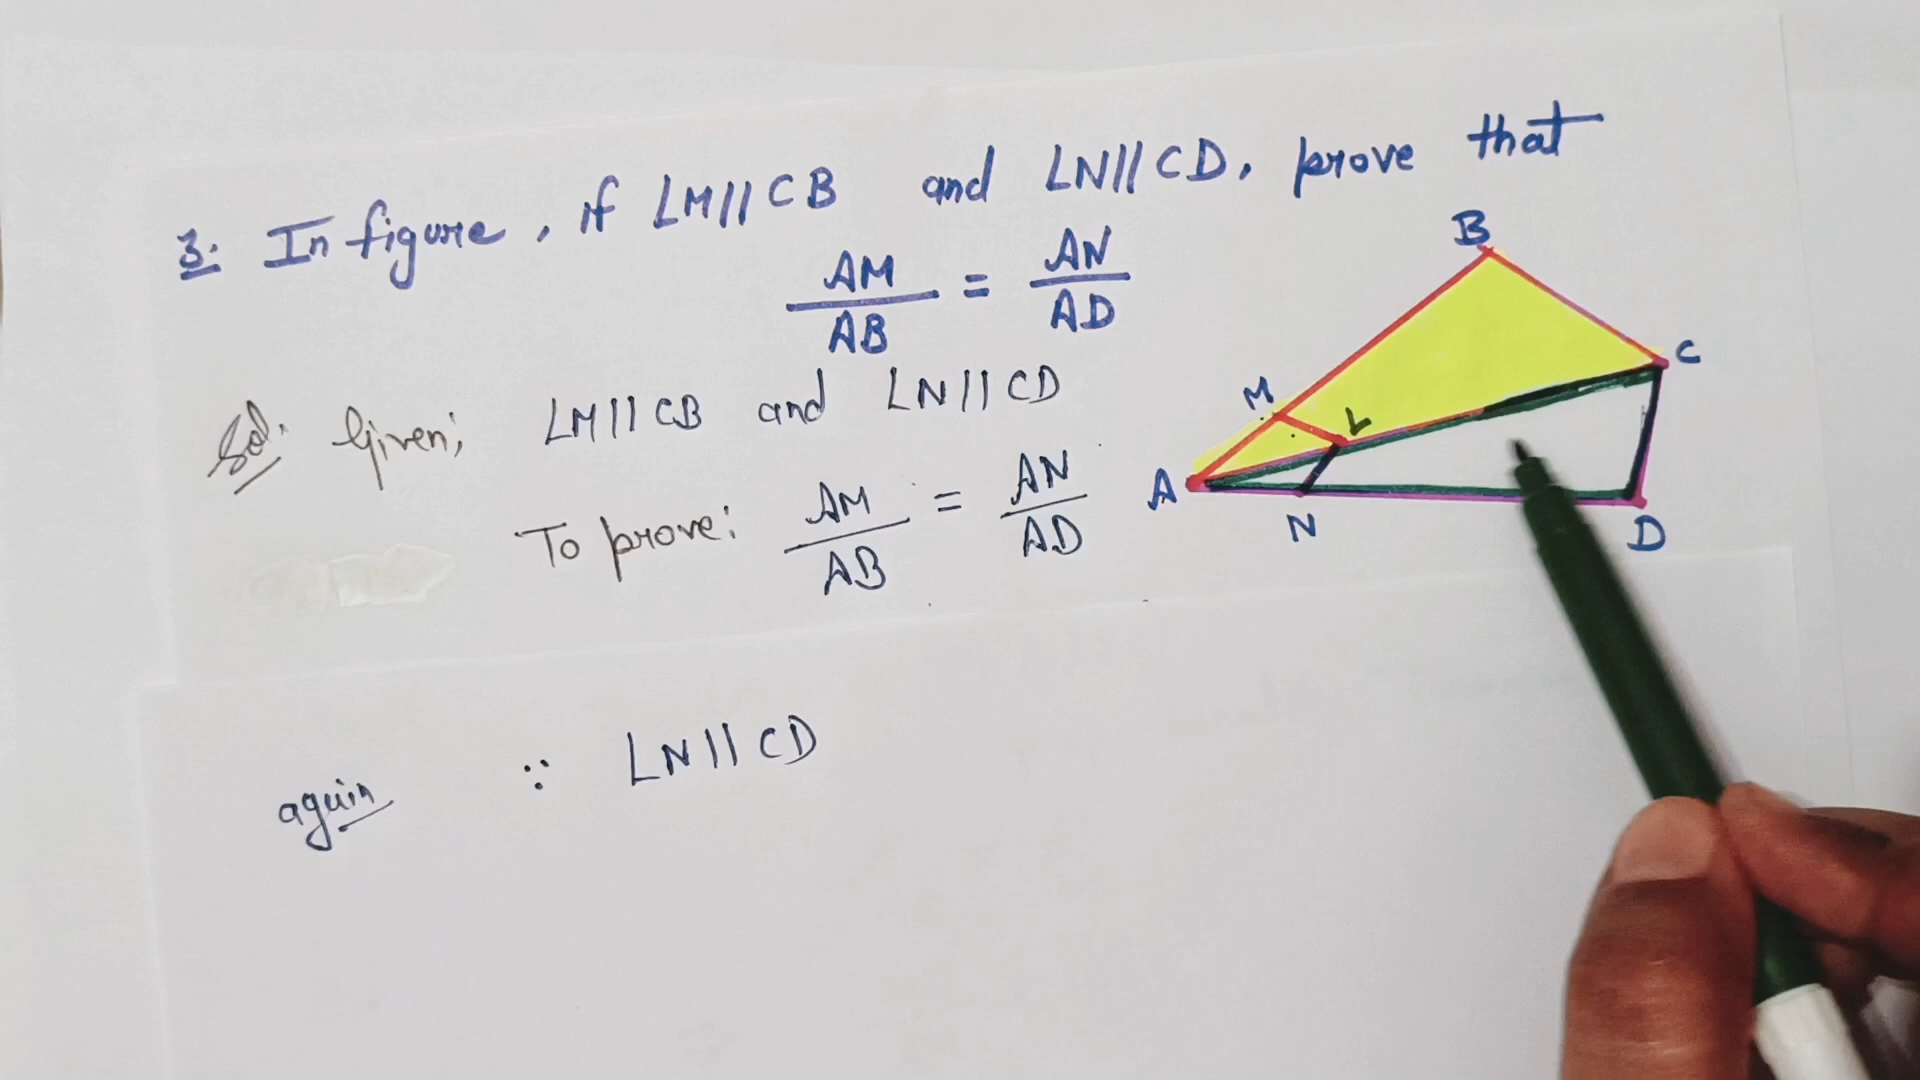 3. In figure, if LM||CB and LN||CD, prove that
AM/AB = AN/AD
Sol. Given; LM||CB and LN||CD
To prove: AM/AB = AN/AD
B
C
M
L
A
N
D
again ∵ LN||CD